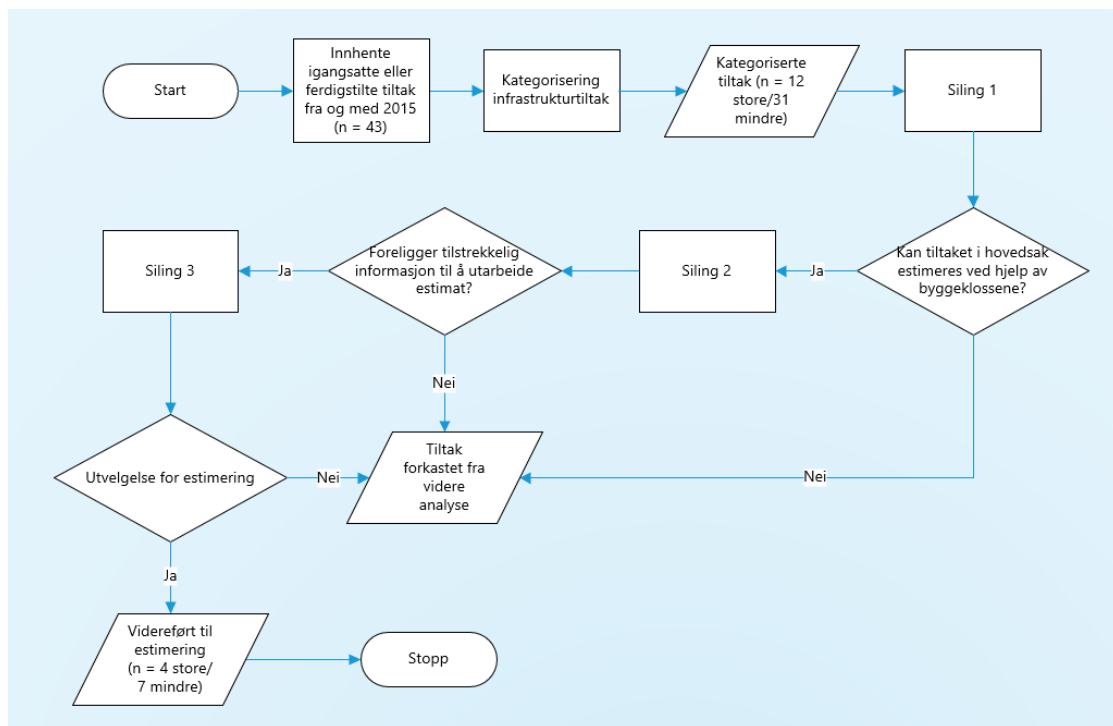 Start
Innhente
igangsatte eller
ferdigstilte tiltak
fra og med 2015
(n = 43)
Kategorisering
infrastrukturtiltak
Kategoriserte
tiltak (n = 12
store/31
mindre)
Siling 1
Kan tiltaket i hovedsak
estimeres ved hjelp av
byggeklossene?
Ja
Siling 2
Foreligger tilstrekkelig
informasjon til å utarbeide
estimat?
Ja
Siling 3
Nei
Utvelgelse for estimering
Nei
Tiltak
forkastet fra
videre
analyse
Nei
Ja
Videreført til
estimering
(n = 4 store/
7 mindre)
Stopp